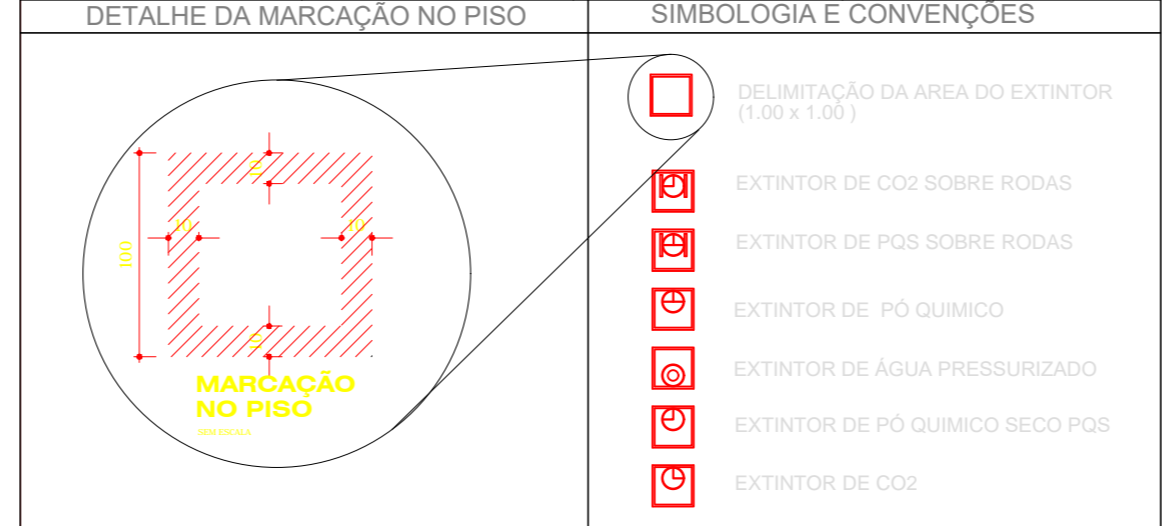 DETALHE DA MARCAÇÃO NO PISO
10
10
10
100
10
MARCAÇÃO
NO PISO
SEM ESCALA
SIMBOLOGIA E CONVENÇÕES
DELIMITAÇÃO DA AREA DO EXTINTOR
(1.00 x 1.00 )
EXTINTOR DE CO2 SOBRE RODAS
EXTINTOR DE PQS SOBRE RODAS
EXTINTOR DE PÓ QUIMICO
EXTINTOR DE ÁGUA PRESSURIZADO
EXTINTOR DE PÓ QUIMICO SECO PQS
EXTINTOR DE CO2